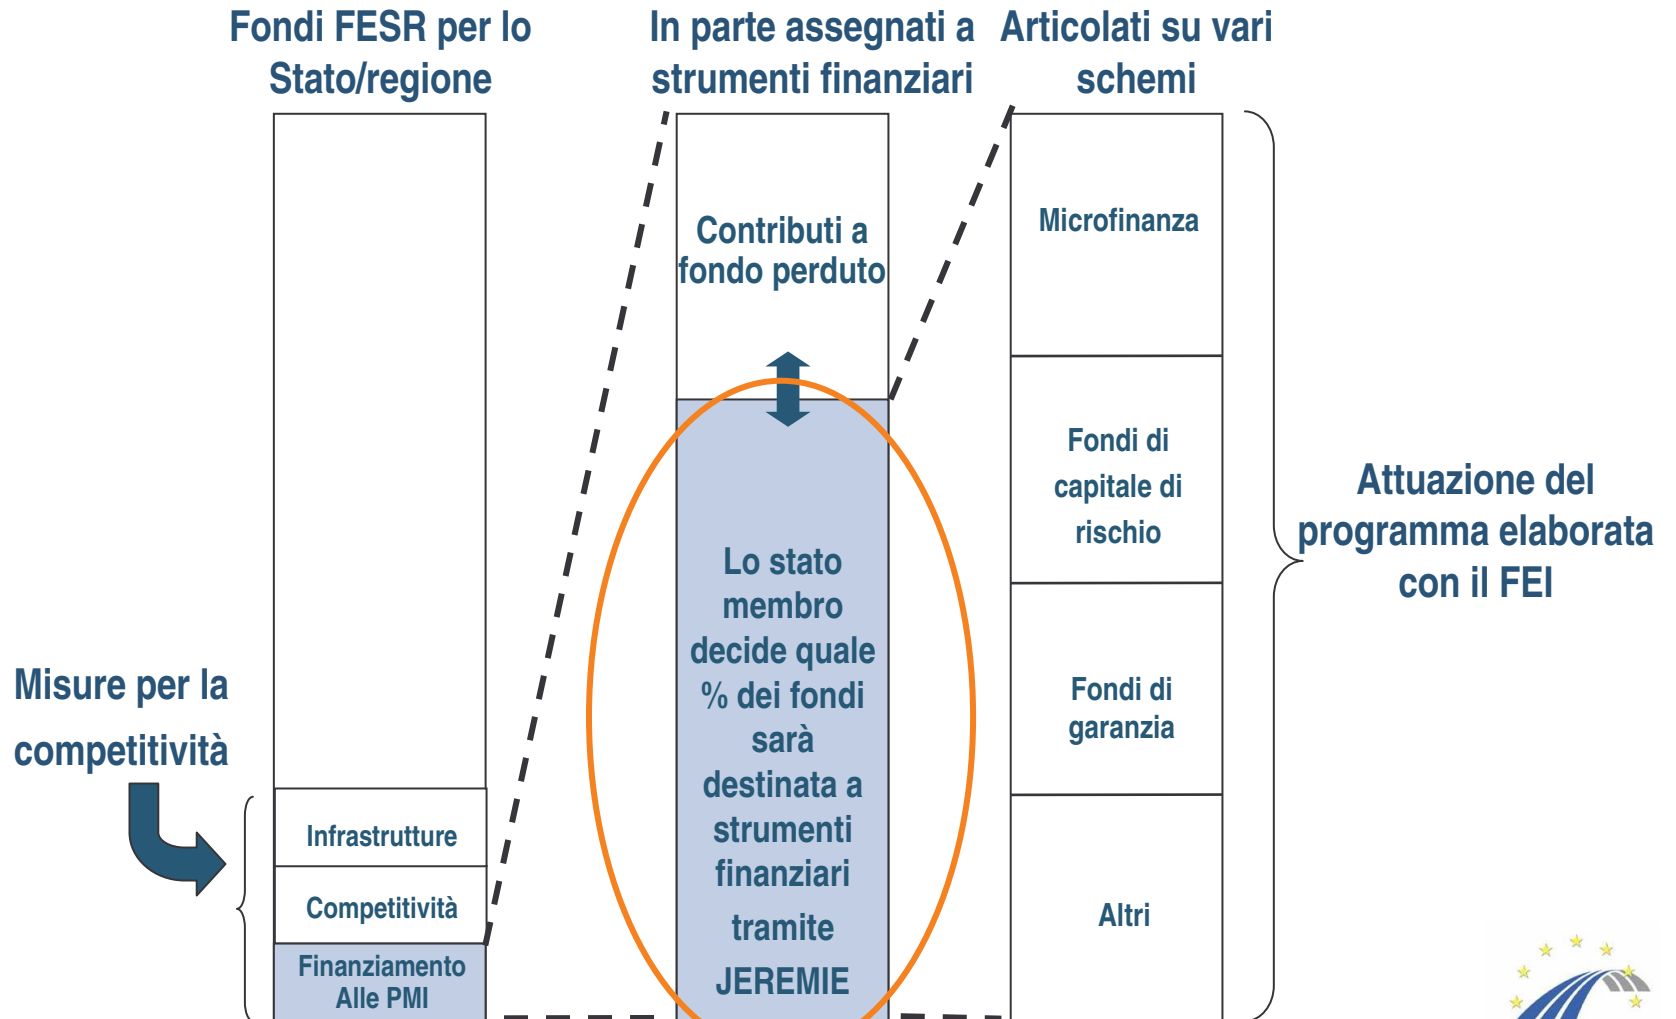 Fondi FESR per lo
Stato/regione
In parte assegnati a
strumenti finanziari
Articolati su vari
schemi
Misure per la
competitività
Infrastrutture
Competitività
Finanziamento
Alle PMI
Contributi a
fondo perduto
Lo stato
membro
decide quale
% dei fondi
sarà
destinata a
strumenti
finanziari
tramite
JEREMIE
Microfinanza
Fondi di
capitale di
rischio
Fondi di
garanzia
Altri
Attuazione del
programma elaborata
con il FEI